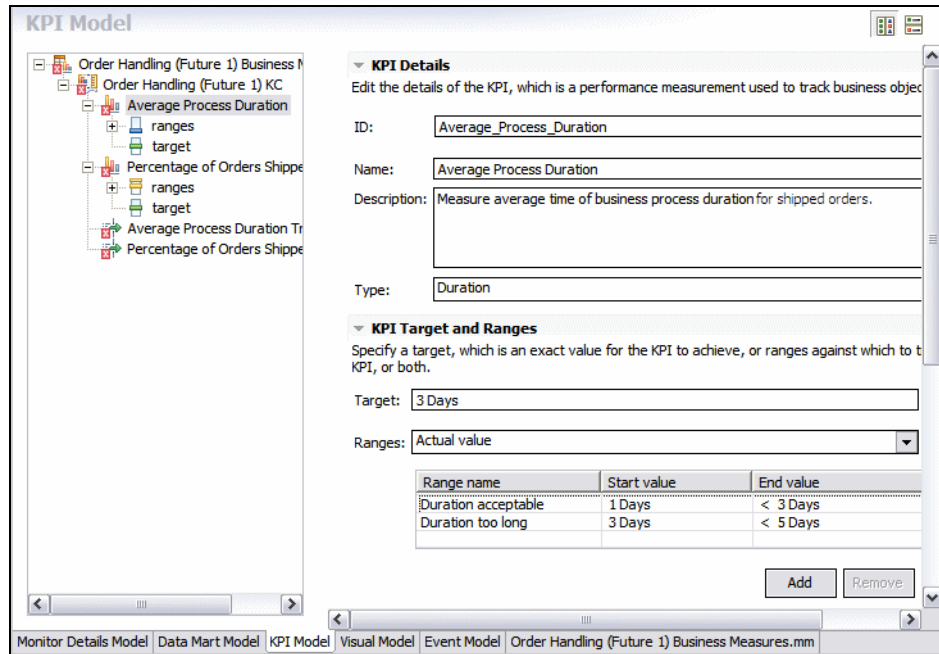 KPI Model
Order Handling (Future 1) Business M
Order Handling (Future 1) KC
Average Process Duration
ranges
target
Percentage of Orders Shippe
ranges
target
Average Process Duration Tr
Percentage of Orders Shippe
KPI Details
Edit the details of the KPI, which is a performance measurement used to track business objec
ID: Average_Process_Duration
Name: Average Process Duration
Description: Measure average time of business process duration for shipped orders.
Type: Duration
KPI Target and Ranges
Specify a target, which is an exact value for the KPI to achieve, or ranges against which to t
KPI, or both.
Target: 3 Days
Ranges: Actual value
Range name Start value End value
Duration acceptable 1 Days < 3 Days
Duration too long 3 Days < 5 Days
Add Remove
Monitor Details Model Data Mart Model KPI Model Visual Model Event Model Order Handling (Future 1) Business Measures.mm